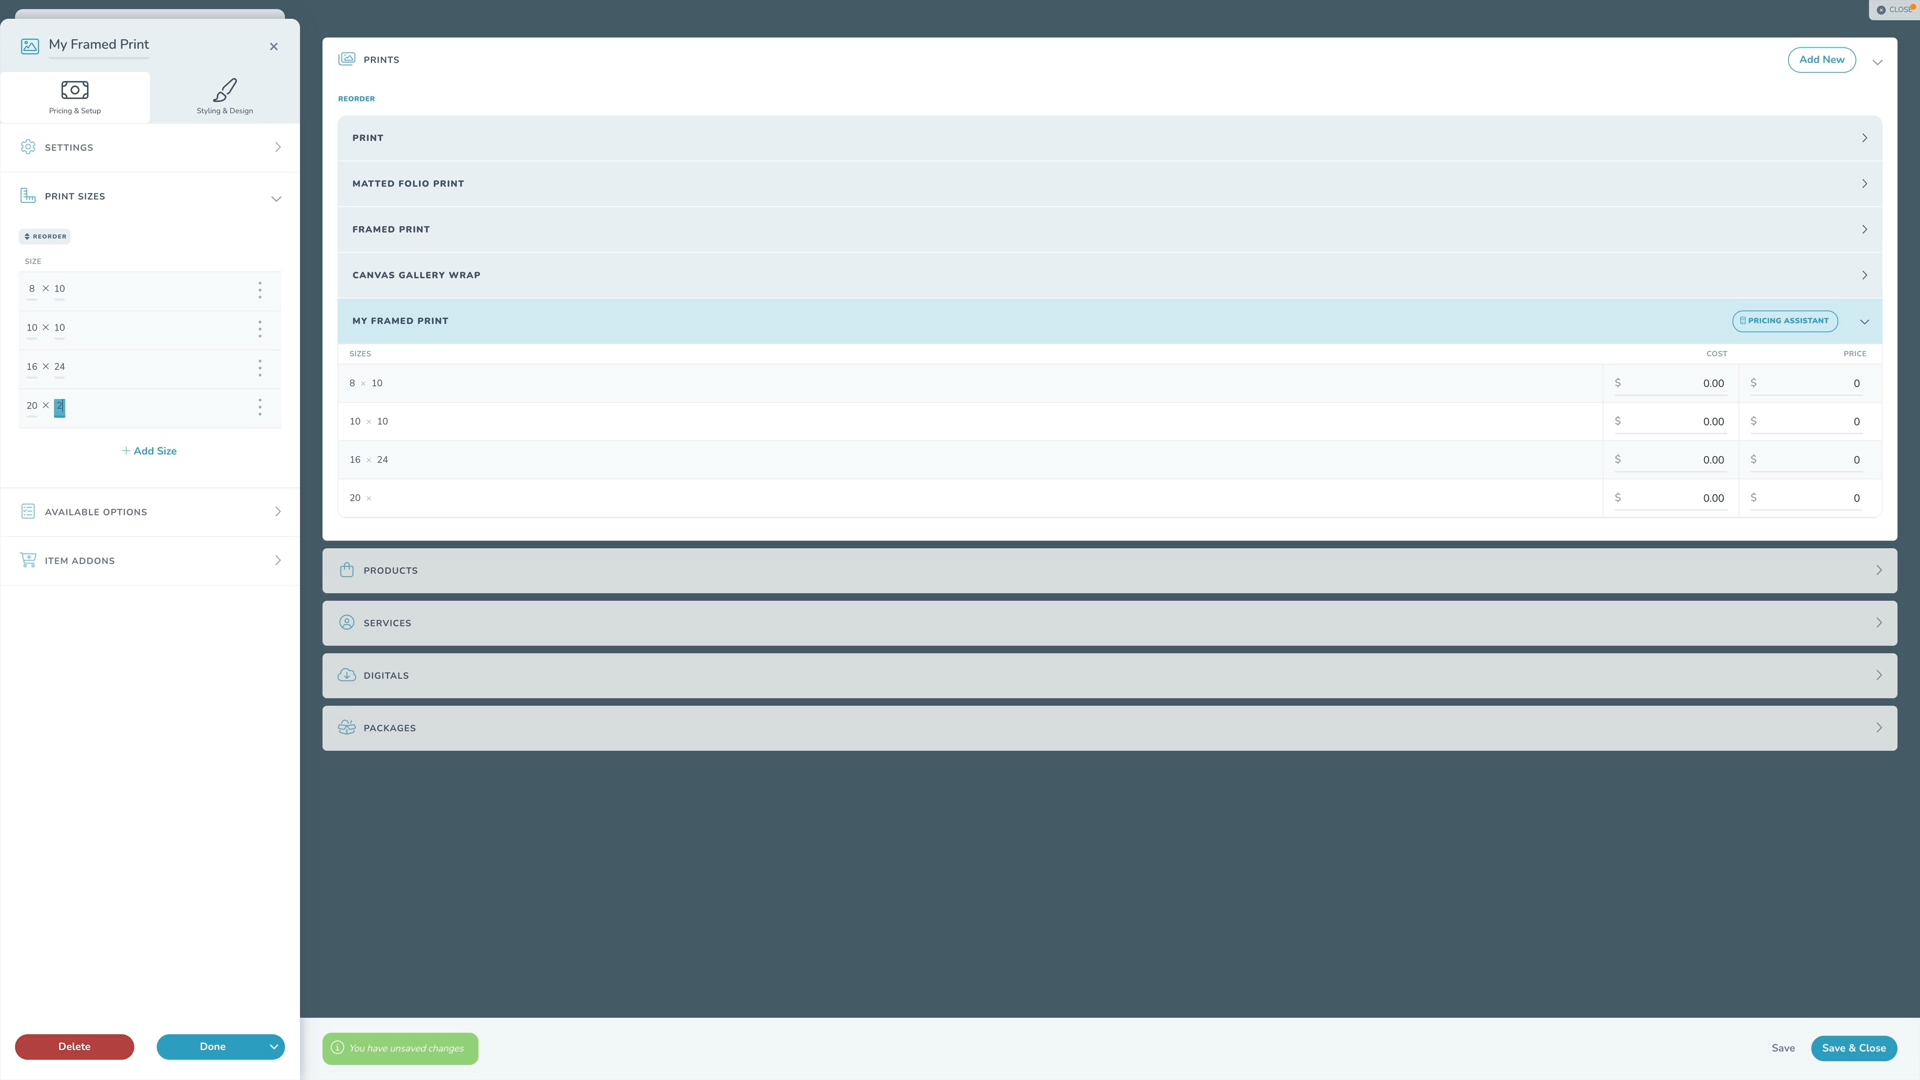 My Framed Print
Pricing & Setup
Styling & Design
SETTINGS
PRINT SIZES
REORDER
SIZE
8 × 10
10 × 10
16 × 24
20 × 2
+ Add Size
AVAILABLE OPTIONS
ITEM ADDONS
Delete
Done
CLOSE
PRINTS
Add New
REORDER
PRINT
MATTED FOLIO PRINT
FRAMED PRINT
CANVAS GALLERY WRAP
MY FRAMED PRINT
PRICING ASSISTANT
SIZES COST PRICE
8 × 10 $ 0.00 $ 0
10 × 10 $ 0.00 $ 0
16 × 24 $ 0.00 $ 0
20 × $ 0.00 $ 0
PRODUCTS
SERVICES
DIGITALS
PACKAGES
You have unsaved changes
Save
Save & Close